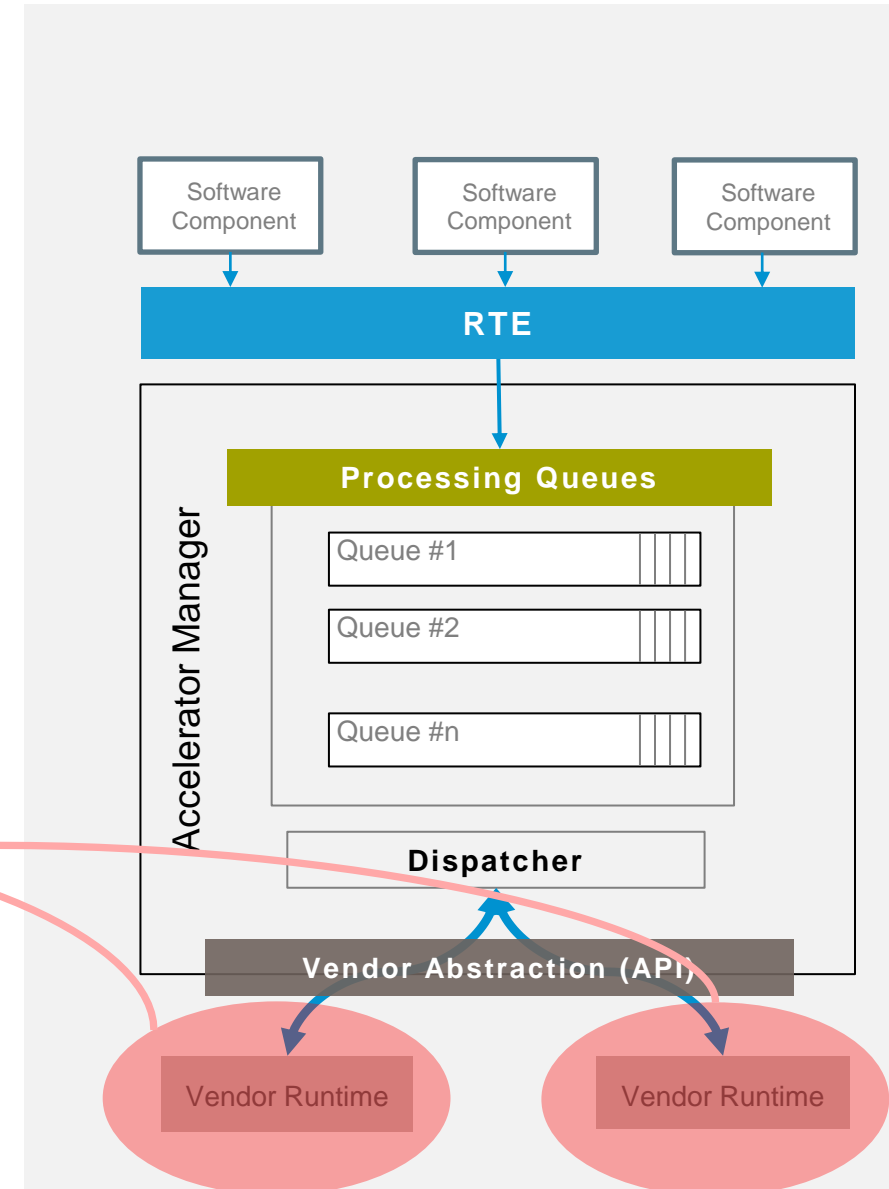 Software
Component
Software
Component
Software
Component
RTE
Accelerator Manager
Processing Queues
Queue #1
Queue #2
Queue #n
Dispatcher
Vendor Abstraction (API)
Vendor Runtime
Vendor Runtime